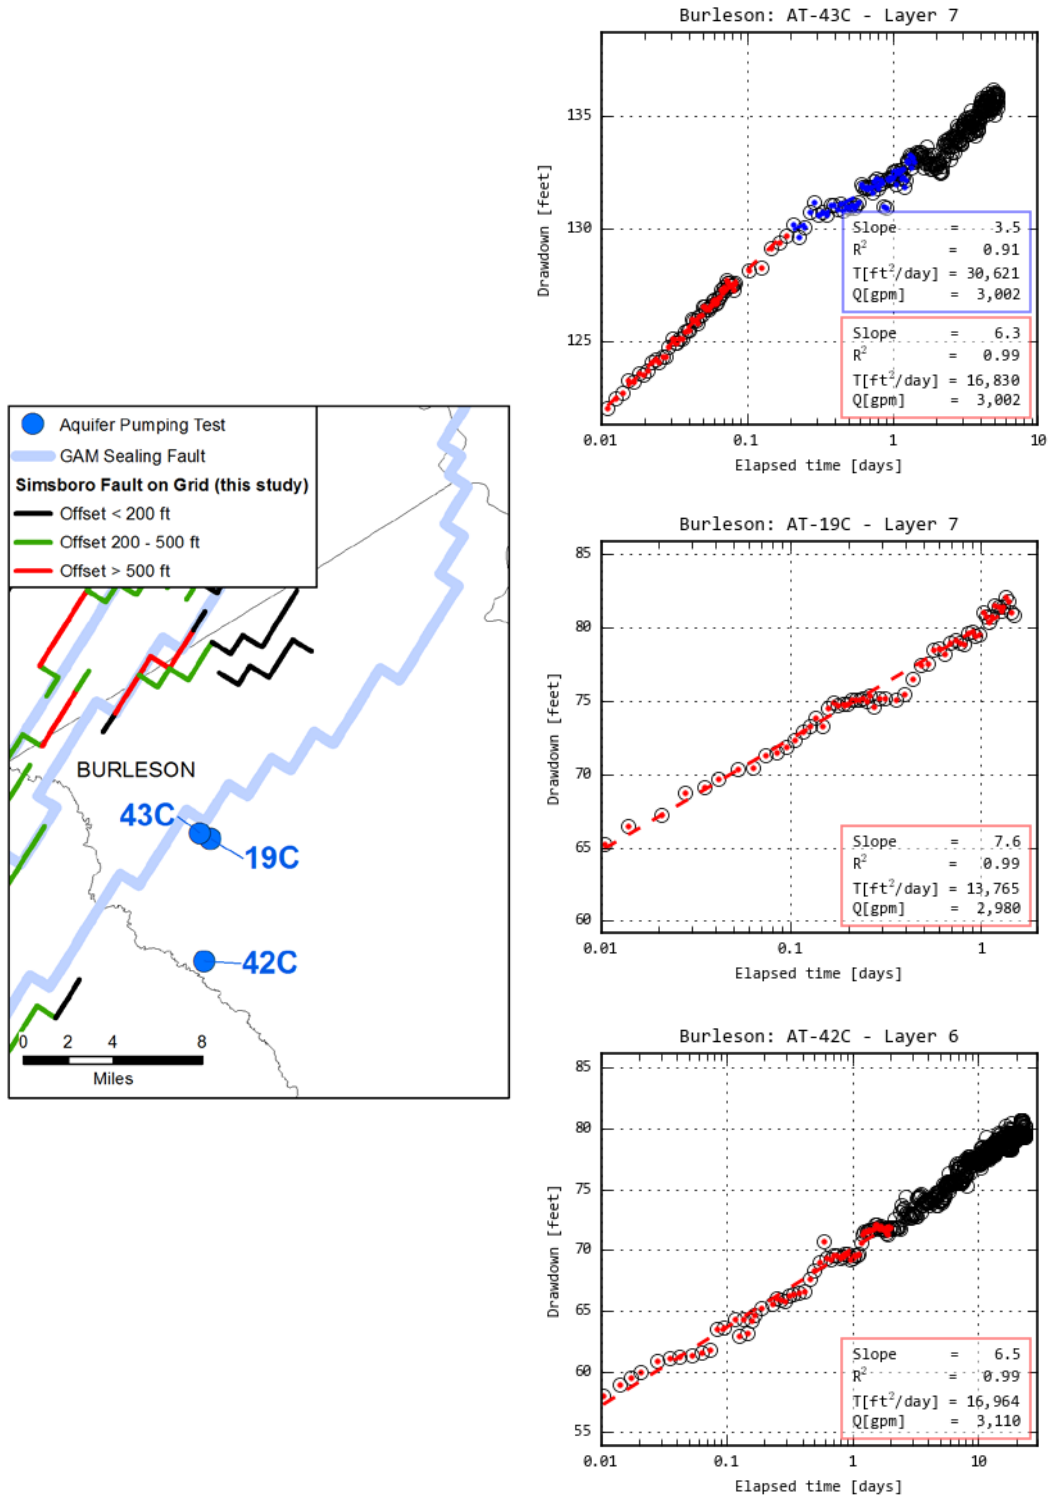 Burleson: AT-43C - Layer 7
Drawdown [feet]
135
130
125
Slope = 3.5
R² = 0.91
T[ft²/day] = 30,621
Q[gpm] = 3,002
Slope = 6.3
R² = 0.99
T[ft²/day] = 16,830
Q[gpm] = 3,002
0.01 0.1 1 10
Elapsed time [days]
Aquifer Pumping Test
GAM Sealing Fault
Simsboro Fault on Grid (this study)
Offset < 200 ft
Offset 200 - 500 ft
Offset > 500 ft
BURLESON
43C
19C
42C
0 2 4 8
Miles
Burleson: AT-19C - Layer 7
Drawdown [feet]
85
80
75
70
65
60
Slope = 7.6
R² = 0.99
T[ft²/day] = 13,765
Q[gpm] = 2,980
0.01 0.1 1
Elapsed time [days]
Burleson: AT-42C - Layer 6
Drawdown [feet]
85
80
75
70
65
60
55
Slope = 6.5
R² = 0.99
T[ft²/day] = 16,964
Q[gpm] = 3,110
0.01 0.1 1 10
Elapsed time [days]